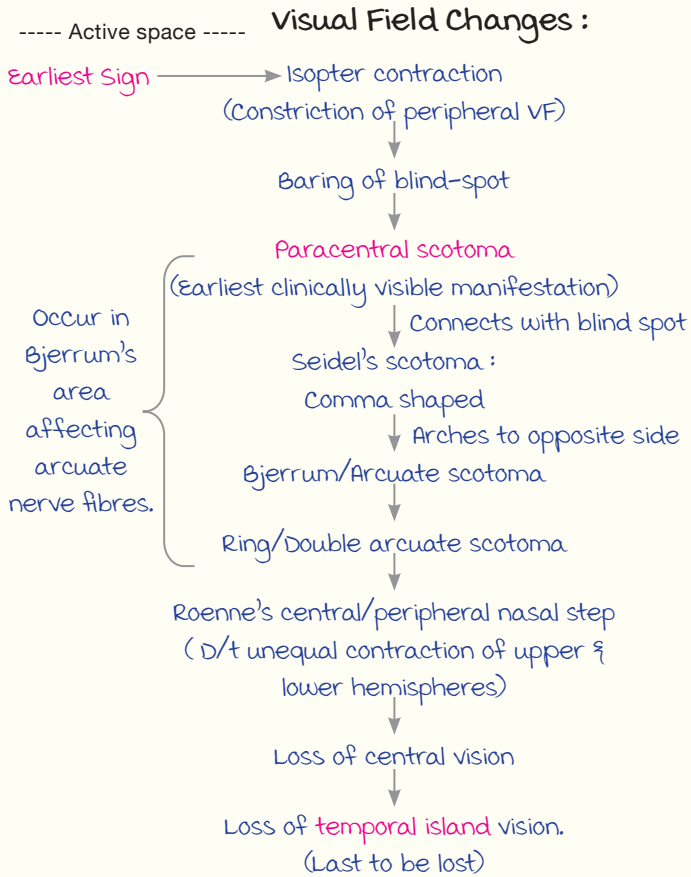 ----- Active space -----
Visual Field Changes :
Earliest Sign
Isopter contraction
(Constriction of peripheral VF)
Baring of blind-spot
Paracentral scotoma
(Earliest clinically visible manifestation)
Connects with blind spot
Seidel's scotoma :
Comma shaped
Arches to opposite side
Bjerrum/Arcuate scotoma
Ring/Double arcuate scotoma
Occur in
Bjerrum's
area
affecting
arcuate
nerve fibres.
Roenne's central/peripheral nasal step
( D/t unequal contraction of upper &
lower hemispheres)
Loss of central vision
Loss of temporal island vision.
(Last to be lost)